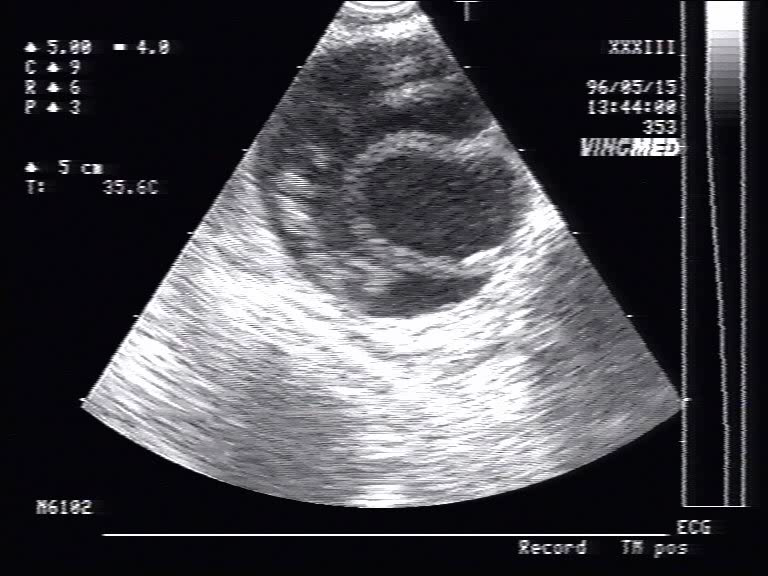 5.00 4.0
C 9
R 6
P 3
5 cm
T: 35.6C
XXXIII
96/05/15
13:44:00
353
VINGMED
M6102
ECG
Record TM pos